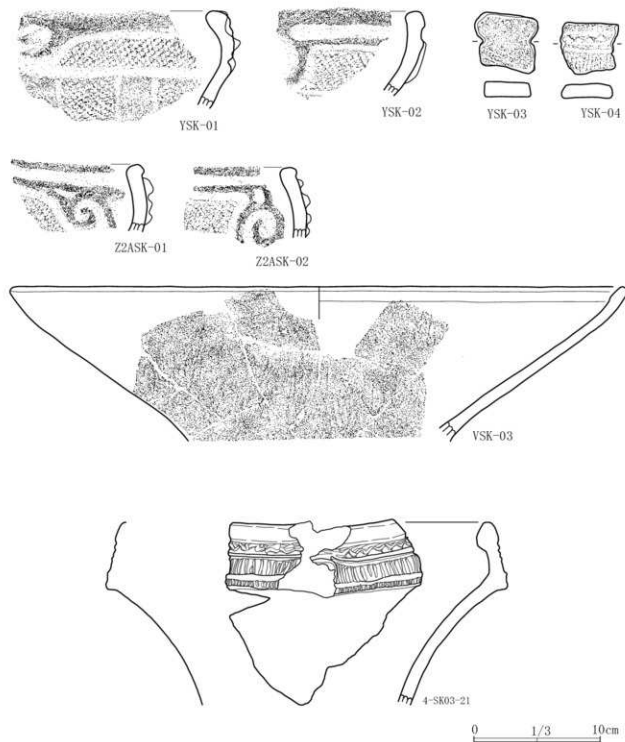 YSK-01
YSK-02
YSK-03
YSK-04
Z2ASK-01
Z2ASK-02
VSK-03
4-SK03-21
0 1/3 10cm